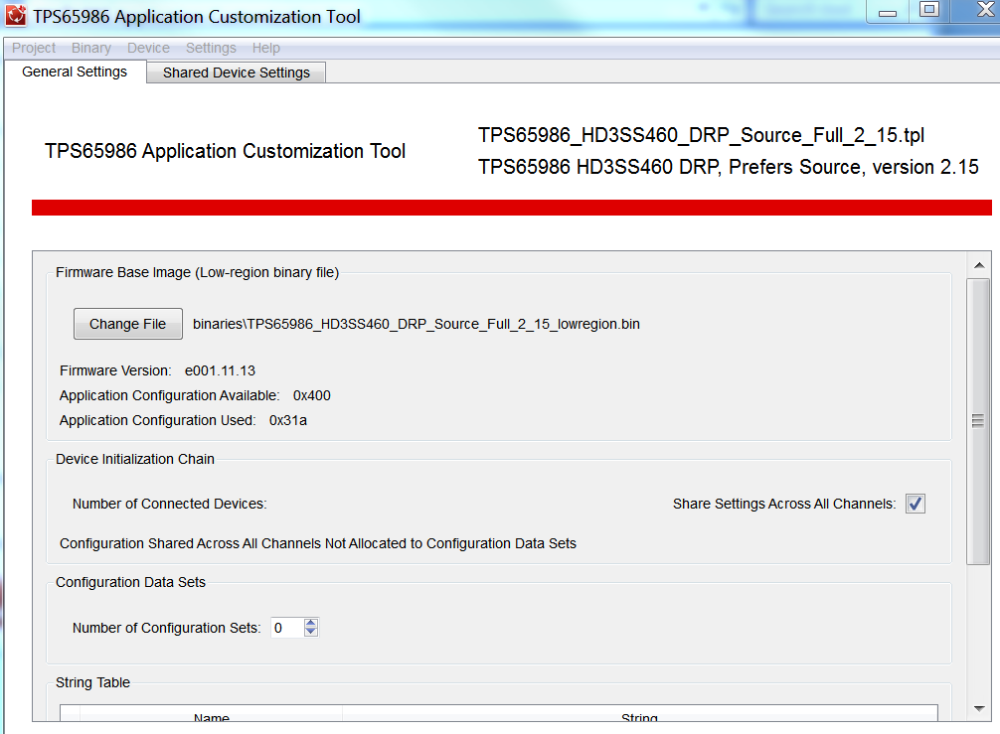 TPS65986 Application Customization Tool
Project Binary Device Settings Help
General Settings Shared Device Settings
TPS65986 Application Customization Tool
TPS65986_HD3SS460_DRP_Source_Full_2_15.tpl
TPS65986 HD3SS460 DRP, Prefers Source, version 2.15
Firmware Base Image (Low-region binary file)
Change File binaries\TPS65986_HD3SS460_DRP_Source_Full_2_15_lowregion.bin
Firmware Version: e001.11.13
Application Configuration Available: 0x400
Application Configuration Used: 0x31a
Device Initialization Chain
Number of Connected Devices: Share Settings Across All Channels:
Configuration Shared Across All Channels Not Allocated to Configuration Data Sets
Configuration Data Sets
Number of Configuration Sets: 0
String Table
Name String